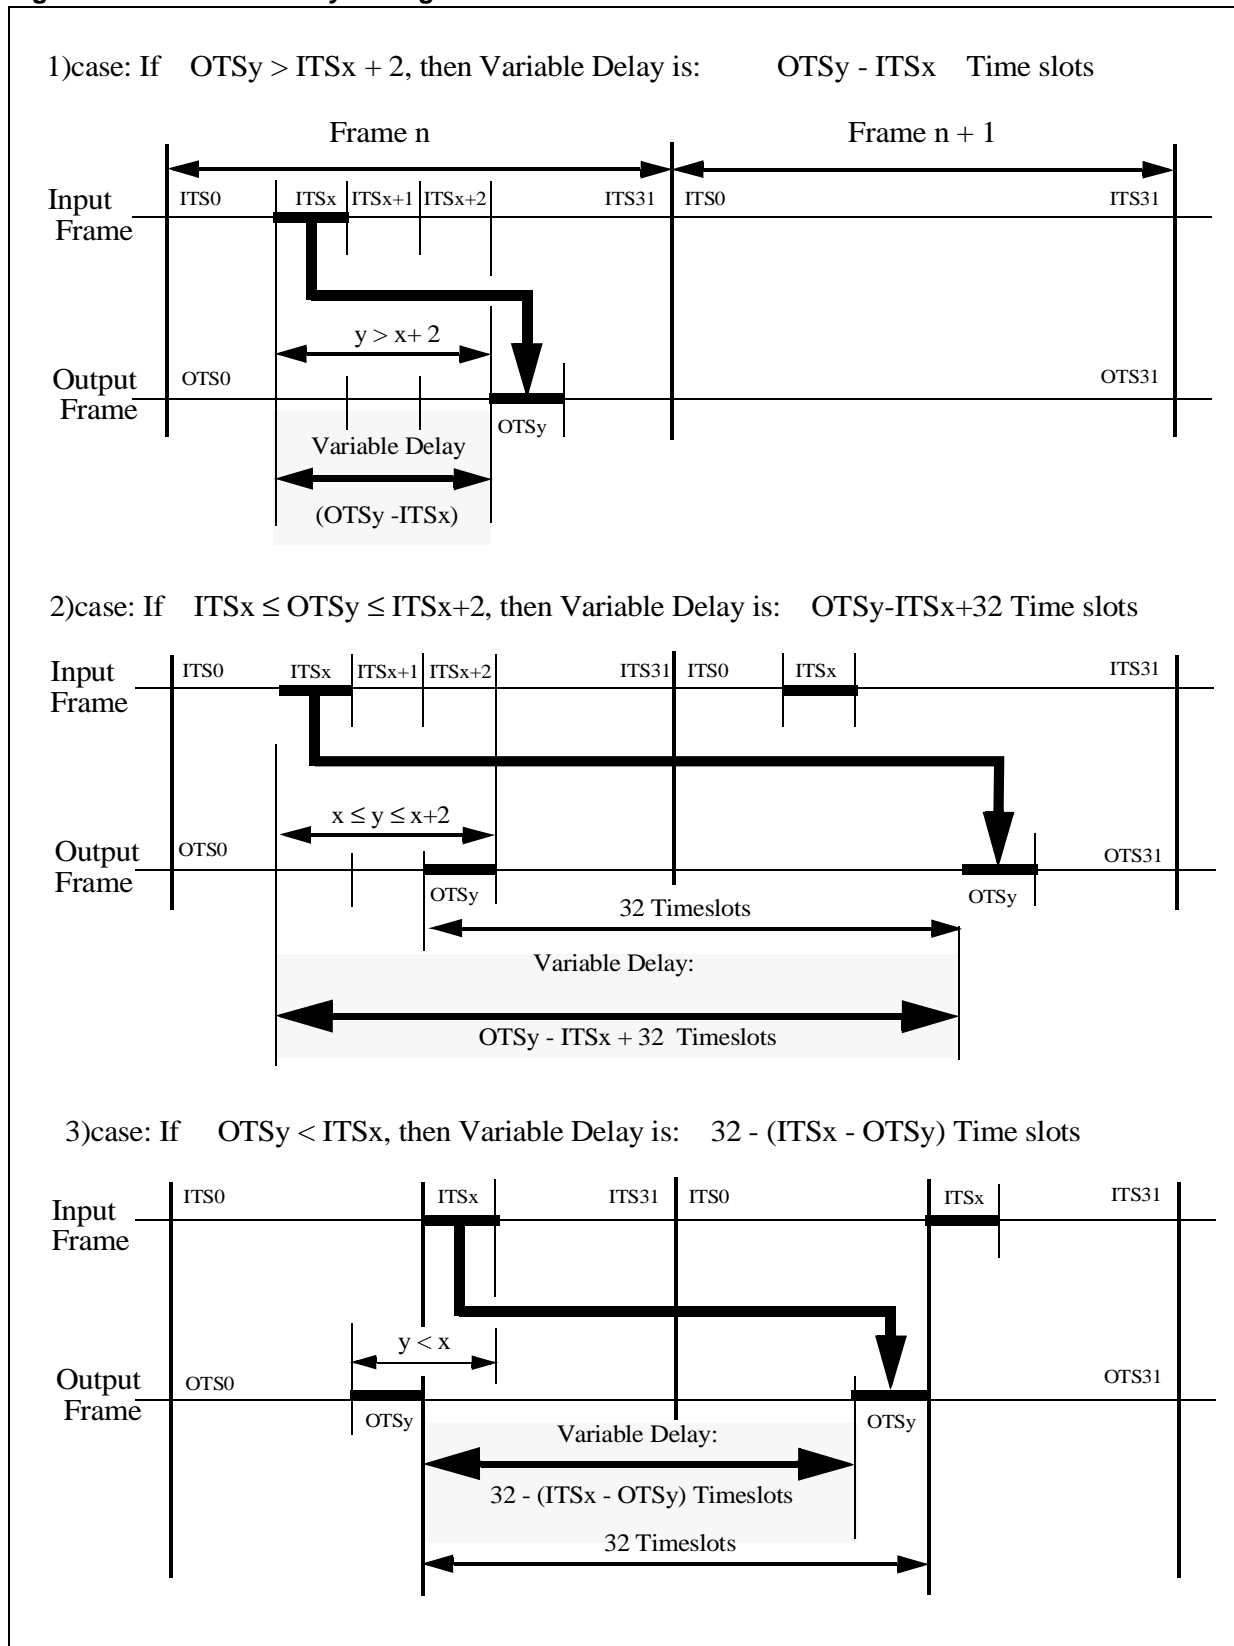 1)case: If OTSy > ITSx + 2, then Variable Delay is: OTSy - ITSx Time slots
Frame n Frame n + 1
Input Frame
ITS0 ITSx ITSx+1 ITSx+2 ITS31 ITS0 ITS31
y > x+ 2
Output Frame
OTS0 OTS31
OTSy
Variable Delay
(OTSy -ITSx)
2)case: If ITSx ≤ OTSy ≤ ITSx+2, then Variable Delay is: OTSy-ITSx+32 Time slots
Input Frame
ITS0 ITSx ITSx+1 ITSx+2 ITS31 ITS0 ITSx ITS31
x ≤ y ≤ x+2
Output Frame
OTS0 OTS31
OTSy OTSy
32 Timeslots
Variable Delay:
OTSy - ITSx + 32 Timeslots
3)case: If OTSy < ITSx, then Variable Delay is: 32 - (ITSx - OTSy) Time slots
Input Frame
ITS0 ITSx ITS31 ITS0 ITSx ITS31
y < x
Output Frame
OTS0 OTS31
OTSy OTSy
Variable Delay:
32 - (ITSx - OTSy) Timeslots
32 Timeslots